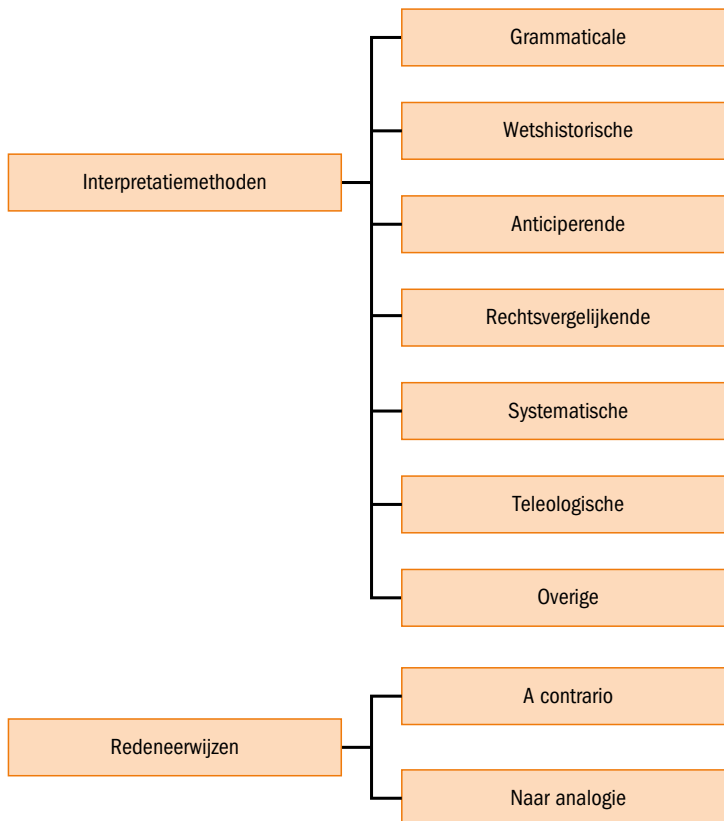 Interpretatiemethoden
Grammaticale
Wetshistorische
Anticiperende
Rechtsvergelijkende
Systematische
Teleologische
Overige
Redeneerwijzen
A contrario
Naar analogie